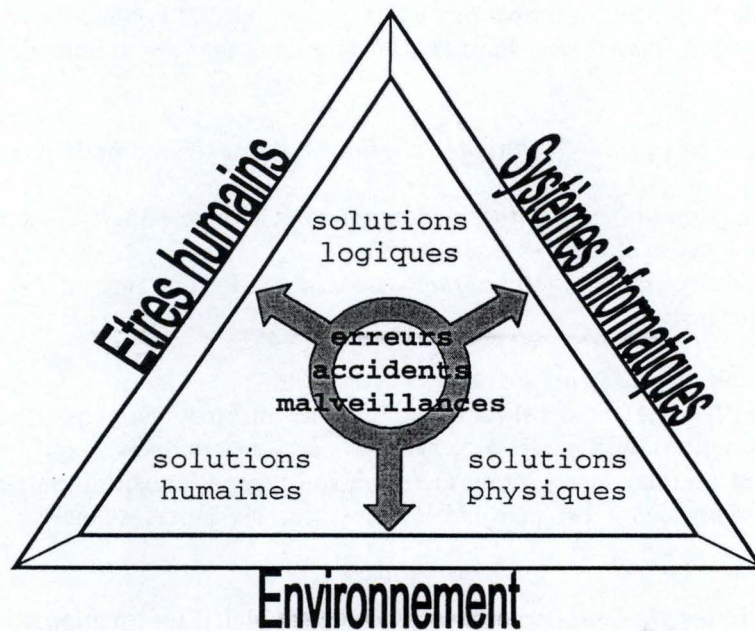 Etres humains
Systèmes informatiques
solutions
logiques
erreurs
accidents
malveillances
solutions
humaines
solutions
physiques
Environnement